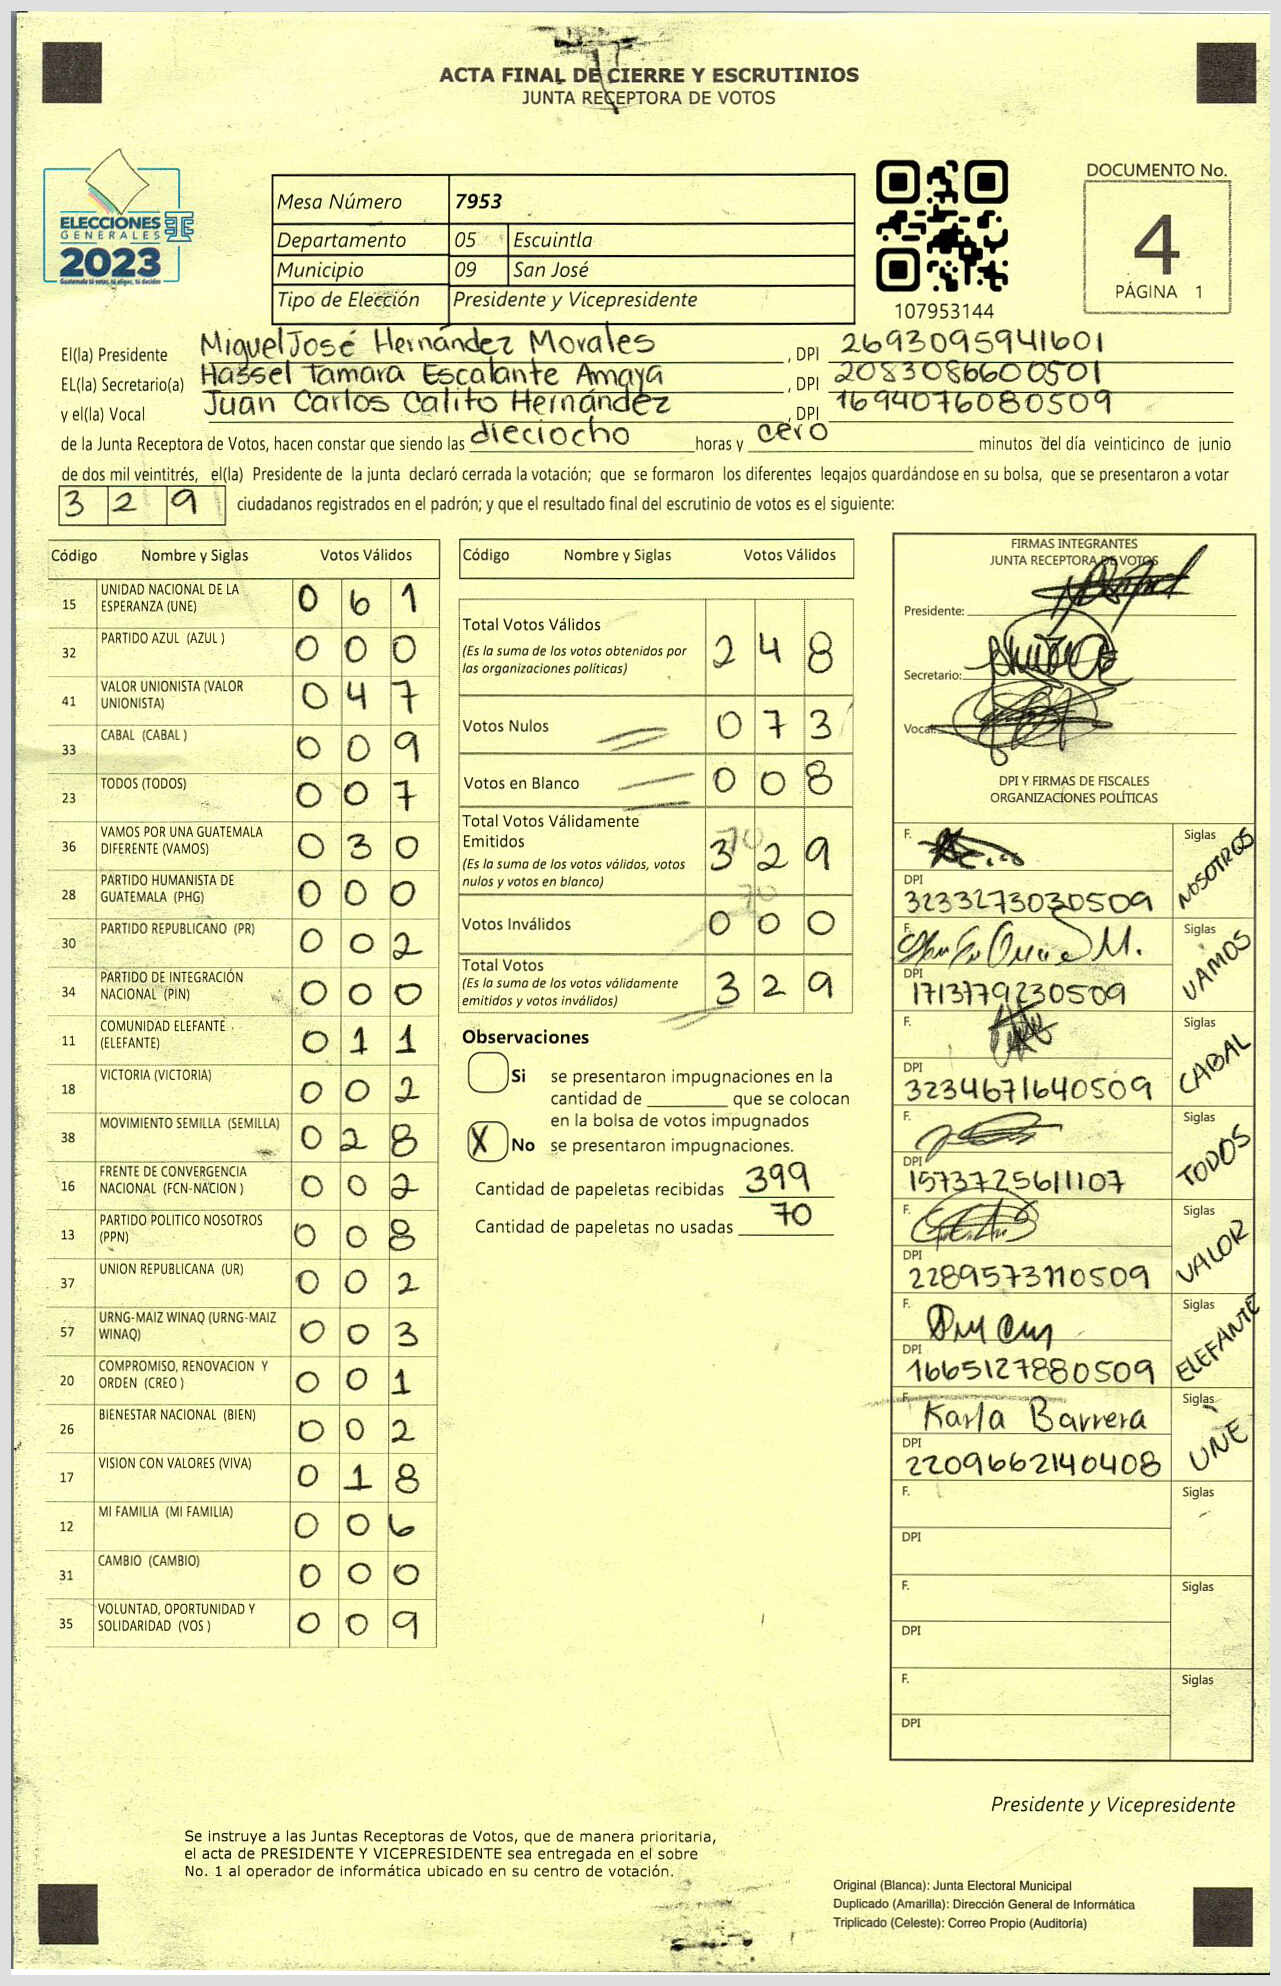 ACTA FINAL DE CIERRE Y ESCRUTINIOS
JUNTA RECEPTORA DE VOTOS
ELECCIONES
GENERALES
2023
Guatemala tú votas, tú eliges, tú decides
Mesa Número 7953
Departamento 05 Escuintla
Municipio 09 San José
Tipo de Elección Presidente y Vicepresidente
107953144
DOCUMENTO No.
4
PÁGINA 1
El(la) Presidente Miguel José Hernández Morales , DPI 2693095941601
EL(la) Secretario(a) Hassel Tamara Escalante Amaya , DPI 2083086600501
y el(la) Vocal Juan Carlos Calito Hernández , DPI 1694076080509
de la Junta Receptora de Votos, hacen constar que siendo las dieciocho horas y cero minutos del día veinticinco de junio
de dos mil veintitrés, el(la) Presidente de la junta declaró cerrada la votación; que se formaron los diferentes legajos guardándose en su bolsa, que se presentaron a votar
3 2 9 ciudadanos registrados en el padrón; y que el resultado final del escrutinio de votos es el siguiente:
Código Nombre y Siglas Votos Válidos
15 UNIDAD NACIONAL DE LA
ESPERANZA (UNE) 0 6 1
32 PARTIDO AZUL (AZUL ) 0 0 0
41 VALOR UNIONISTA (VALOR
UNIONISTA) 0 4 7
33 CABAL (CABAL ) 0 0 9
23 TODOS (TODOS) 0 0 7
36 VAMOS POR UNA GUATEMALA
DIFERENTE (VAMOS) 0 3 0
28 PARTIDO HUMANISTA DE
GUATEMALA (PHG) 0 0 0
30 PARTIDO REPUBLICANO (PR) 0 0 2
34 PARTIDO DE INTEGRACIÓN
NACIONAL (PIN) 0 0 0
11 COMUNIDAD ELEFANTE
(ELEFANTE) 0 1 1
18 VICTORIA (VICTORIA) 0 0 2
38 MOVIMIENTO SEMILLA (SEMILLA) 0 2 8
16 FRENTE DE CONVERGENCIA
NACIONAL (FCN-NACION ) 0 0 2
13 PARTIDO POLITICO NOSOTROS
(PPN) 0 0 8
37 UNION REPUBLICANA (UR) 0 0 2
57 URNG-MAIZ WINAQ (URNG-MAIZ
WINAQ) 0 0 3
20 COMPROMISO, RENOVACION Y
ORDEN (CREO ) 0 0 1
26 BIENESTAR NACIONAL (BIEN) 0 0 2
17 VISION CON VALORES (VIVA) 0 1 8
12 MI FAMILIA (MI FAMILIA) 0 0 6
31 CAMBIO (CAMBIO) 0 0 0
35 VOLUNTAD, OPORTUNIDAD Y
SOLIDARIDAD (VOS ) 0 0 9
Código Nombre y Siglas Votos Válidos
Total Votos Válidos
(Es la suma de los votos obtenidos por
las organizaciones políticas) 2 4 8
Votos Nulos 0 7 3
Votos en Blanco 0 0 8
Total Votos Válidamente
Emitidos 70
(Es la suma de los votos válidos, votos
nulos y votos en blanco) 3 2 9
70
Votos Inválidos 0 0 0
Total Votos
(Es la suma de los votos válidamente
emitidos y votos inválidos) 3 2 9
Observaciones
Si se presentaron impugnaciones en la
cantidad de ________ que se colocan
en la bolsa de votos impugnados
X No se presentaron impugnaciones.
Cantidad de papeletas recibidas 399
Cantidad de papeletas no usadas 70
FIRMAS INTEGRANTES
JUNTA RECEPTORA DE VOTOS
Presidente:
Secretario:
Vocal:
DPI Y FIRMAS DE FISCALES
ORGANIZACIONES POLÍTICAS
F. Siglas NOSOTROS
DPI
3233273030509
F. Siglas VAMOS
DPI
1713779230509
F. Siglas CABAL
DPI
3234671640509
F. Siglas TODOS
DPI
1573725611107
F. Siglas VALOR
DPI
2289573110509
F. Siglas ELEFANTE
DPI
1665127880509
F. Karla Barrera Siglas UNE
DPI
2209662140408
F. Siglas
DPI
F. Siglas
DPI
F. Siglas
DPI
Presidente y Vicepresidente
Se instruye a las Juntas Receptoras de Votos, que de manera prioritaria,
el acta de PRESIDENTE Y VICEPRESIDENTE sea entregada en el sobre
No. 1 al operador de informática ubicado en su centro de votación.
Original (Blanca): Junta Electoral Municipal
Duplicado (Amarilla): Dirección General de Informática
Triplicado (Celeste): Correo Propio (Auditoría)